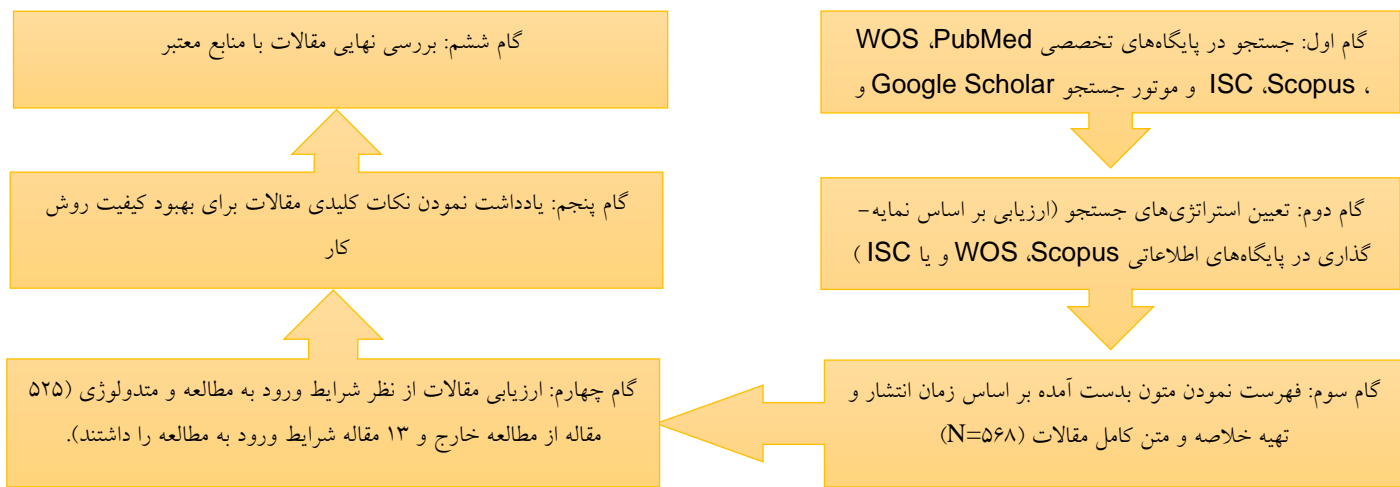 گام اول: جستجو در پایگاه‌های تخصصی WOS ،PubMed
، ISC ،Scopus و موتور جستجو Google Scholar و
گام دوم: تعیین استراتژی‌های جستجو (ارزیابی بر اساس نمایه-
گذاری در پایگاه‌های اطلاعاتی WOS ،Scopus و یا ISC )
گام سوم: فهرست نمودن متون بدست آمده بر اساس زمان انتشار و
تهیه خلاصه و متن کامل مقالات (N=۵۶۸)
گام چهارم: ارزیابی مقالات از نظر شرایط ورود به مطالعه و متدولوژی (۵۲۵
مقاله از مطالعه خارج و ۱۳ مقاله شرایط ورود به مطالعه را داشتند).
گام پنجم: یادداشت نمودن نکات کلیدی مقالات برای بهبود کیفیت روش
کار
گام ششم: بررسی نهایی مقالات با منابع معتبر